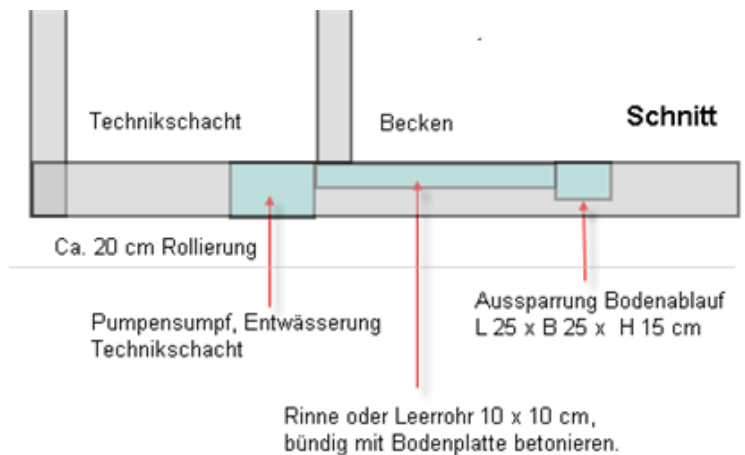 Technikschacht
Becken
Schnitt
Ca. 20 cm Rollierung
Pumpensumpf, Entwässerung
Technikschacht
Aussparrung Bodenablauf
L 25 x B 25 x H 15 cm
Rinne oder Leerrohr 10 x 10 cm,
bündig mit Bodenplatte betonieren.